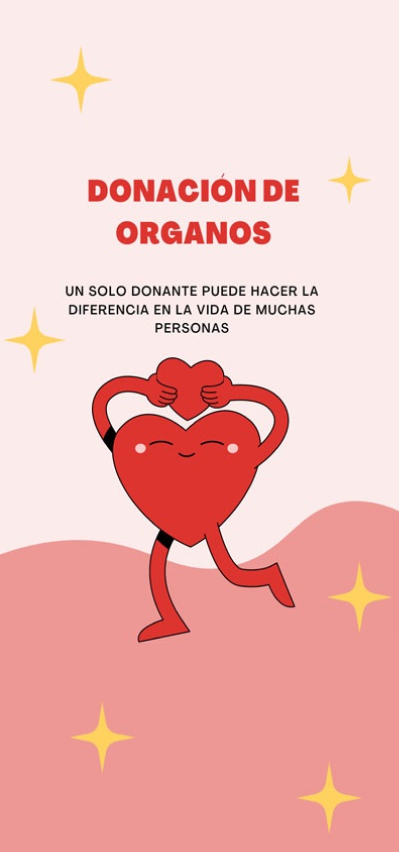 DONACIÓN DE
ORGANOS
UN SOLO DONANTE PUEDE HACER LA
DIFERENCIA EN LA VIDA DE MUCHAS
PERSONAS